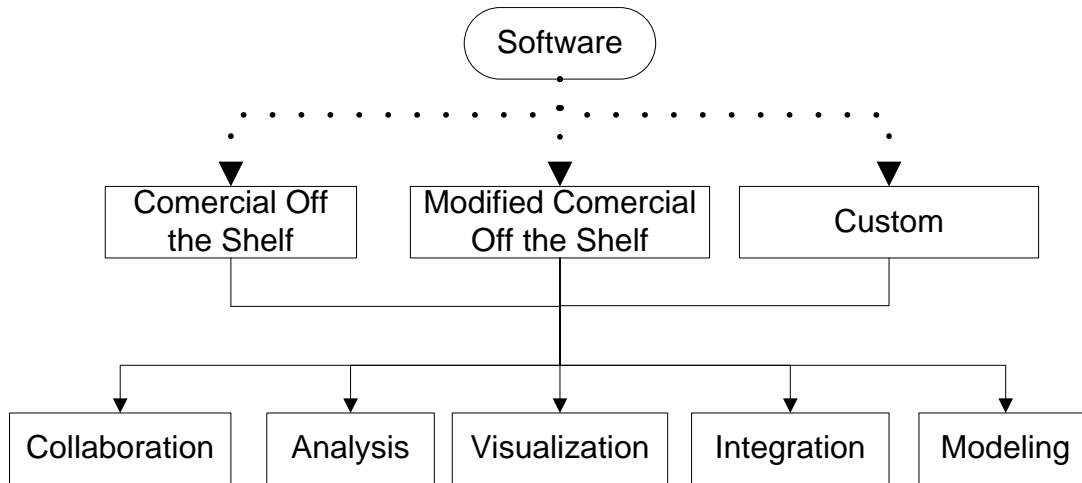 Software
Comercial Off
the Shelf
Modified Comercial
Off the Shelf
Custom
Collaboration
Analysis
Visualization
Integration
Modeling